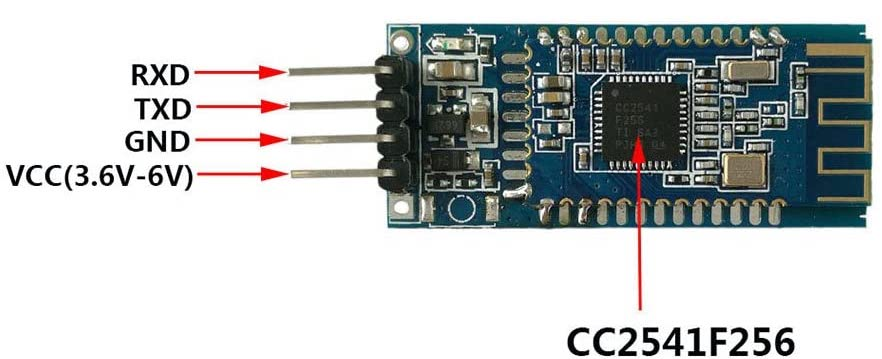 RXD
TXD
GND
VCC(3.6V-6V)
CC2541
F256
CC2541F256